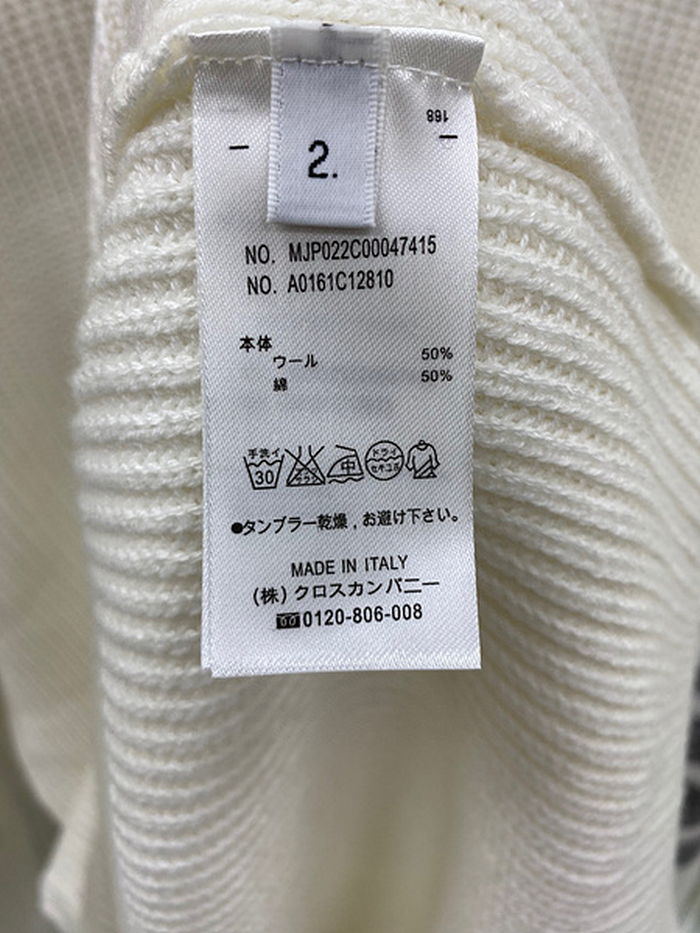 168
2.
NO. MJP022C00047415
NO. A0161C12810
本体
ウール 50%
綿 50%
手洗イ
30
中
ドライ
セキユ系
●タンブラー乾燥，お避け下さい。
MADE IN ITALY
(株)クロスカンパニー
0120-806-008